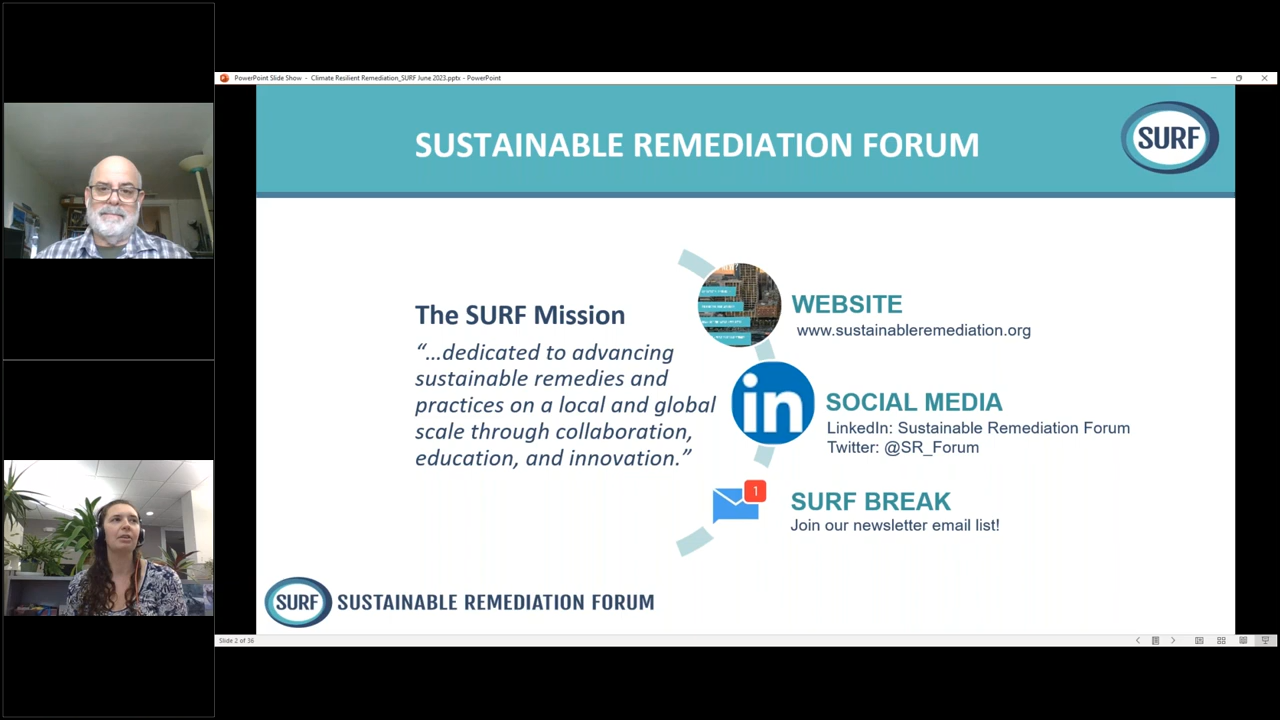 PowerPoint Slide Show - Climate Resilient Remediation_SURF June 2023.pptx - PowerPoint
SUSTAINABLE REMEDIATION FORUM
SURF
The SURF Mission
“…dedicated to advancing
sustainable remedies and
practices on a local and global
scale through collaboration,
education, and innovation.”
WEBSITE
www.sustainableremediation.org
in
SOCIAL MEDIA
LinkedIn: Sustainable Remediation Forum
Twitter: @SR_Forum
1
SURF BREAK
Join our newsletter email list!
SURF SUSTAINABLE REMEDIATION FORUM
Slide 2 of 36